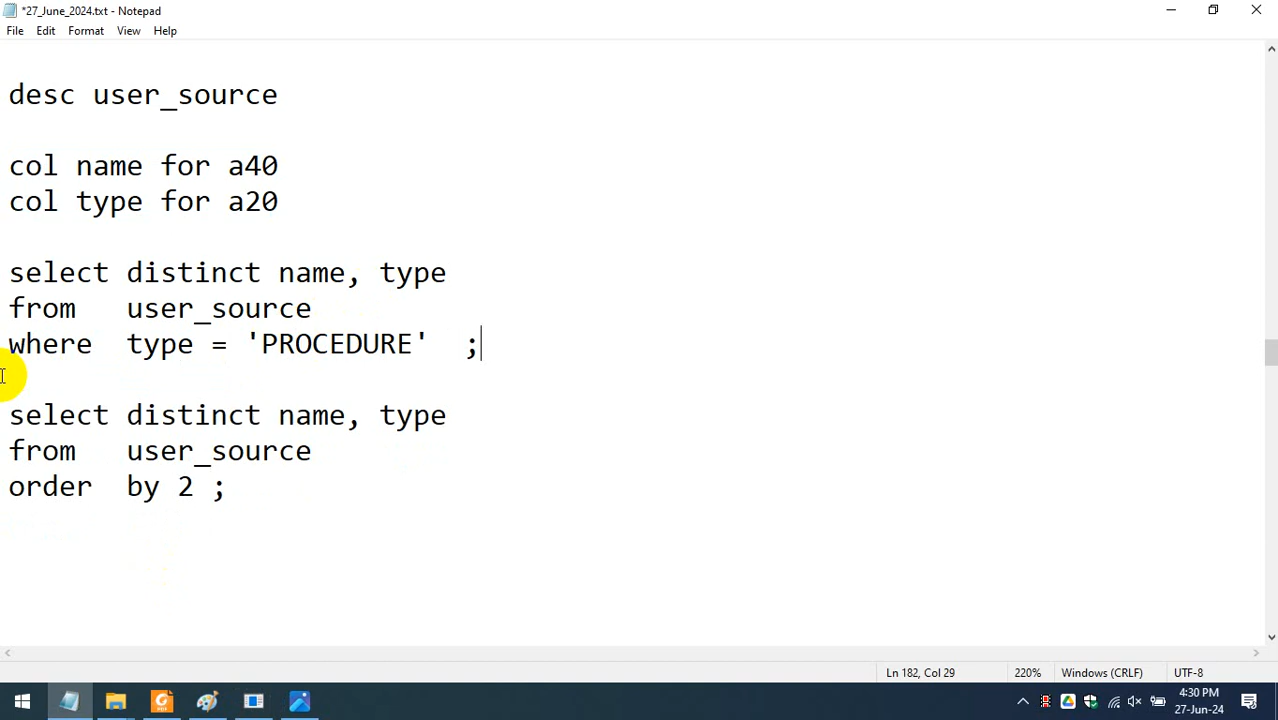 *27_June_2024.txt - Notepad
File Edit Format View Help
desc user_source
col name for a40
col type for a20
select distinct name, type
from   user_source
where  type = 'PROCEDURE'  ;
select distinct name, type
from   user_source
order  by 2 ;
Ln 182, Col 29 220% Windows (CRLF) UTF-8
4:30 PM
27-Jun-24